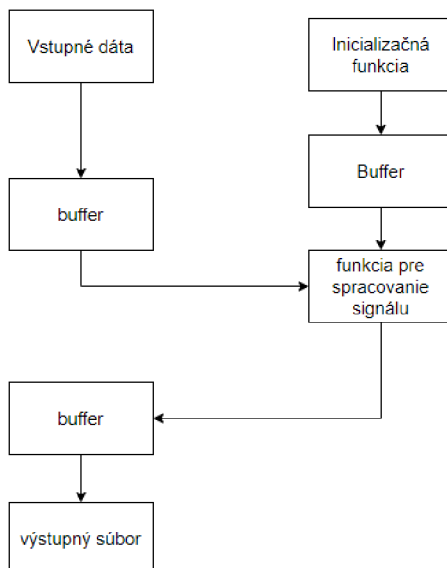 Vstupné dáta
Inicializačná
funkcia
Buffer
buffer
funkcia pre
spracovanie
signálu
buffer
výstupný súbor